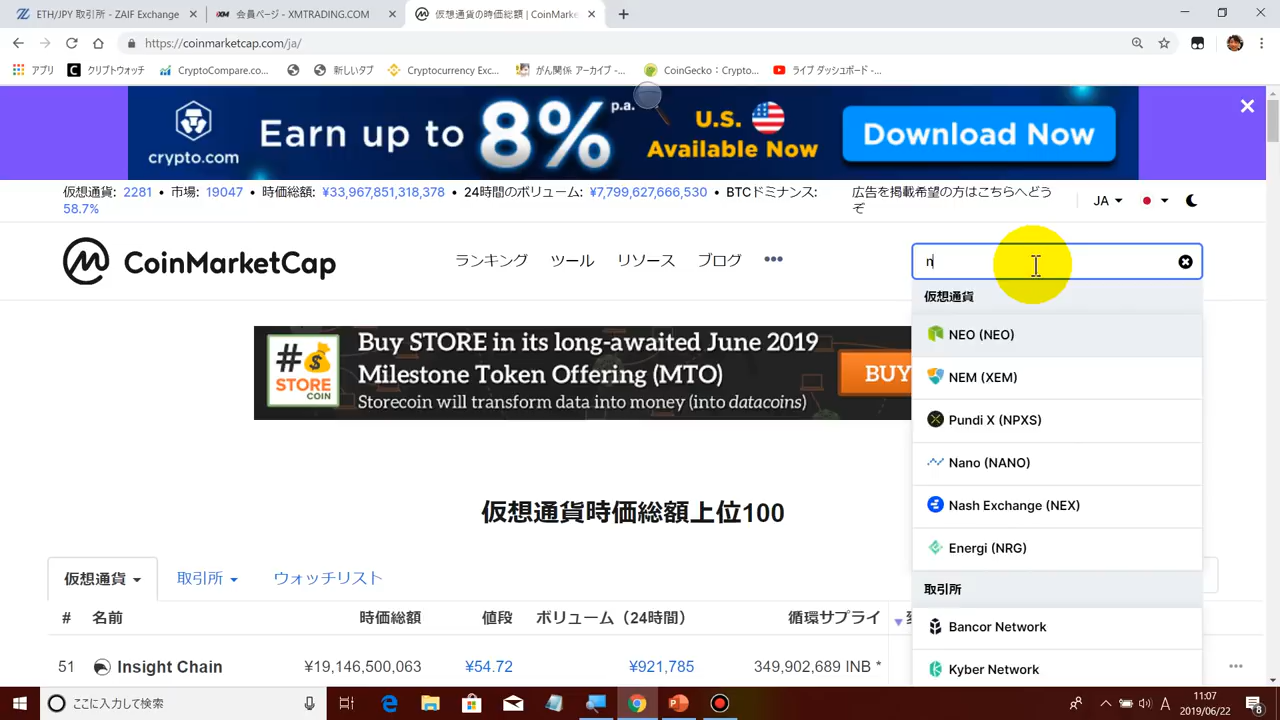 ETH/JPY 取引所 - ZAIF Exchange
XM 会員ページ - XMTRADING.COM
仮想通貨の時価総額 | CoinMarke
https://coinmarketcap.com/ja/
アプリ
クリプトウォッチ
CryptoCompare.co...
新しいタブ
Cryptocurrency Exc...
がん関係 アーカイブ -...
CoinGecko：Crypto...
ライブ ダッシュボード -...
crypto.com
Earn up to 8% p.a.
U.S.
Available Now
Download Now
仮想通貨: 2281 • 市場: 19047 • 時価総額: ¥33,967,851,318,378 • 24時間のボリューム: ¥7,799,627,666,530 • BTCドミナンス:
58.7%
広告を掲載希望の方はこちらへどう
ぞ
JA
CoinMarketCap
ランキング
ツール
リソース
ブログ
n
仮想通貨
NEO (NEO)
NEM (XEM)
Pundi X (NPXS)
Nano (NANO)
Nash Exchange (NEX)
Energi (NRG)
取引所
Bancor Network
Kyber Network
#
STORE
COIN
Buy STORE in its long-awaited June 2019
Milestone Token Offering (MTO)
Storecoin will transform data into money (into datacoins)
BUY
仮想通貨時価総額上位100
仮想通貨
取引所
ウォッチリスト
# 名前 時価総額 値段 ボリューム（24時間） 循環サプライ
51 Insight Chain ¥19,146,500,063 ¥54.72 ¥921,785 349,902,689 INB *
ここに入力して検索
A
11:07
2019/06/22
8